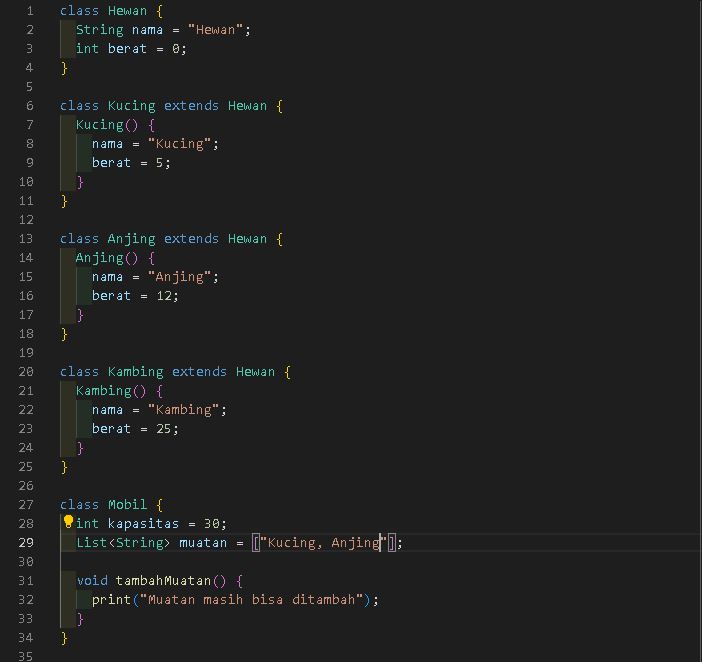 1 class Hewan {
2   String nama = "Hewan";
3   int berat = 0;
4 }
5
6 class Kucing extends Hewan {
7   Kucing() {
8     nama = "Kucing";
9     berat = 5;
10   }
11 }
12
13 class Anjing extends Hewan {
14   Anjing() {
15     nama = "Anjing";
16     berat = 12;
17   }
18 }
19
20 class Kambing extends Hewan {
21   Kambing() {
22     nama = "Kambing";
23     berat = 25;
24   }
25 }
26
27 class Mobil {
28   int kapasitas = 30;
29   List<String> muatan = ["Kucing, Anjing"];
30
31   void tambahMuatan() {
32     print("Muatan masih bisa ditambah");
33   }
34 }
35